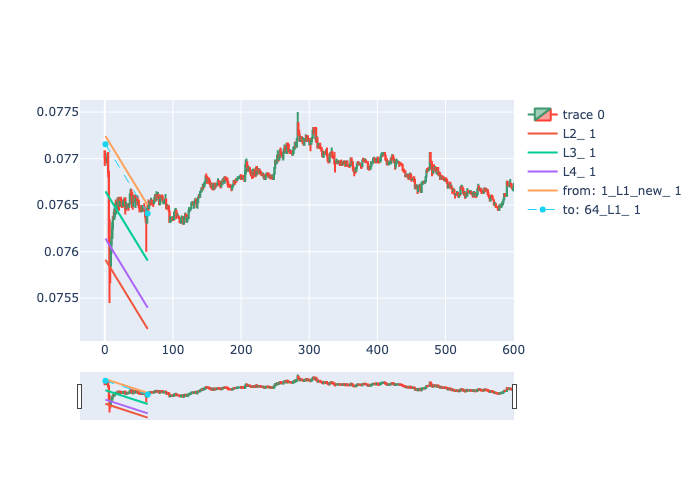 0.0775
0.077
0.0765
0.076
0.0755
0
100
200
300
400
500
600
trace 0
L2_ 1
L3_ 1
L4_ 1
from: 1_L1_new_ 1
to: 64_L1_ 1